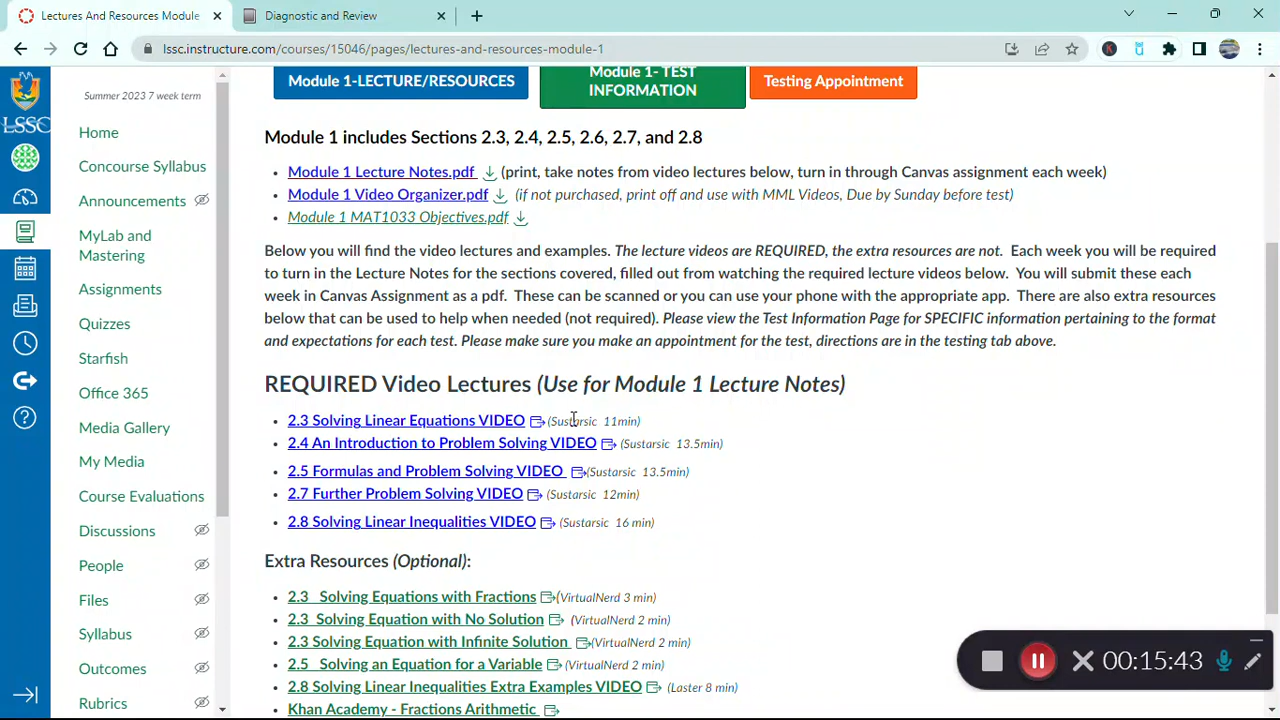 Lectures And Resources Module
Diagnostic and Review
lssc.instructure.com/courses/15046/pages/lectures-and-resources-module-1
LSSC
Summer 2023 7 week term
Home
Concourse Syllabus
Announcements
MyLab and
Mastering
Assignments
Quizzes
Starfish
Office 365
Media Gallery
My Media
Course Evaluations
Discussions
People
Files
Syllabus
Outcomes
Rubrics
Module 1-LECTURE/RESOURCES
Module 1- TEST
INFORMATION
Testing Appointment
Module 1 includes Sections 2.3, 2.4, 2.5, 2.6, 2.7, and 2.8
• Module 1 Lecture Notes.pdf (print, take notes from video lectures below, turn in through Canvas assignment each week)
• Module 1 Video Organizer.pdf (if not purchased, print off and use with MML Videos, Due by Sunday before test)
• Module 1 MAT1033 Objectives.pdf
Below you will find the video lectures and examples. The lecture videos are REQUIRED, the extra resources are not. Each week you will be required
to turn in the Lecture Notes for the sections covered, filled out from watching the required lecture videos below. You will submit these each
week in Canvas Assignment as a pdf. These can be scanned or you can use your phone with the appropriate app. There are also extra resources
below that can be used to help when needed (not required). Please view the Test Information Page for SPECIFIC information pertaining to the format
and expectations for each test. Please make sure you make an appointment for the test, directions are in the testing tab above.
REQUIRED Video Lectures (Use for Module 1 Lecture Notes)
• 2.3 Solving Linear Equations VIDEO (Sustarsic 11min)
• 2.4 An Introduction to Problem Solving VIDEO (Sustarsic 13.5min)
• 2.5 Formulas and Problem Solving VIDEO (Sustarsic 13.5min)
• 2.7 Further Problem Solving VIDEO (Sustarsic 12min)
• 2.8 Solving Linear Inequalities VIDEO (Sustarsic 16 min)
Extra Resources (Optional):
• 2.3 Solving Equations with Fractions (VirtualNerd 3 min)
• 2.3 Solving Equation with No Solution (VirtualNerd 2 min)
• 2.3 Solving Equation with Infinite Solution (VirtualNerd 2 min)
• 2.5 Solving an Equation for a Variable (VirtualNerd 2 min)
• 2.8 Solving Linear Inequalities Extra Examples VIDEO (Laster 8 min)
• Khan Academy - Fractions Arithmetic
00:15:43